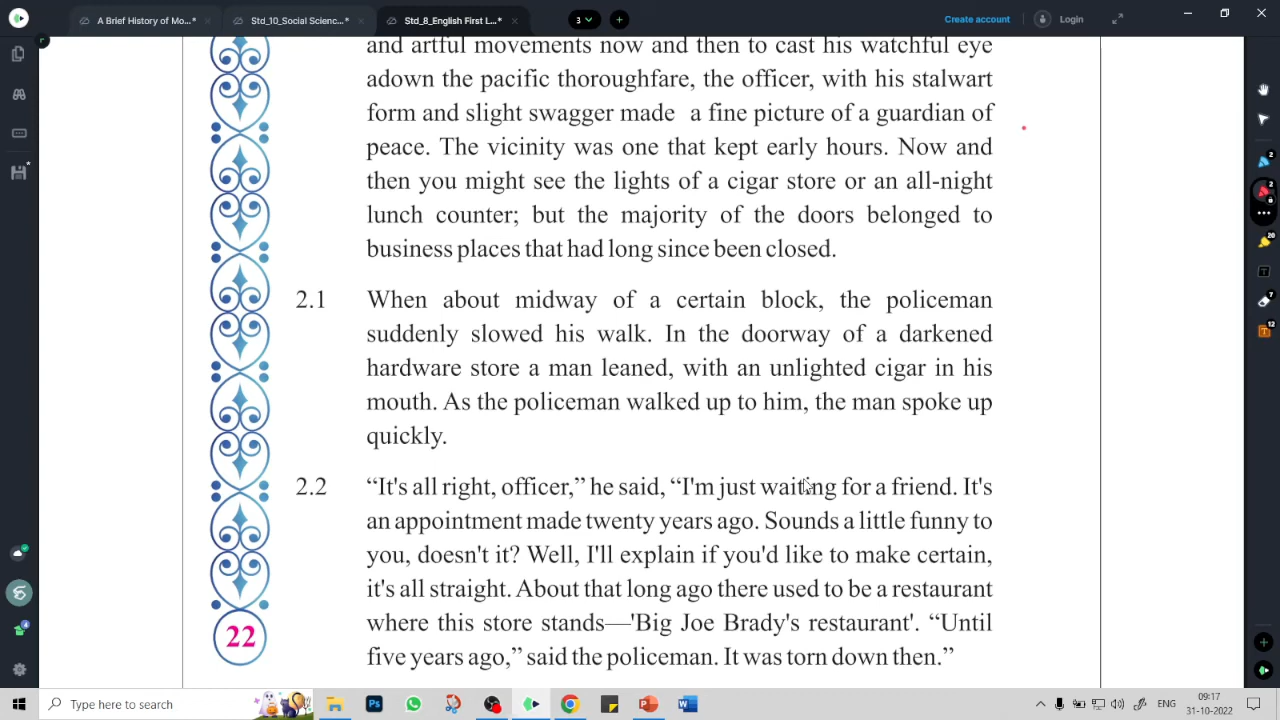 A Brief History of Mo...*
Std_10_Social Scienc...*
Std_8_English First L...*
3
Create account
Login
and artful movements now and then to cast his watchful eye
adown the pacific thoroughfare, the officer, with his stalwart
form and slight swagger made a fine picture of a guardian of
peace. The vicinity was one that kept early hours. Now and
then you might see the lights of a cigar store or an all-night
lunch counter; but the majority of the doors belonged to
business places that had long since been closed.
2.1 When about midway of a certain block, the policeman
suddenly slowed his walk. In the doorway of a darkened
hardware store a man leaned, with an unlighted cigar in his
mouth. As the policeman walked up to him, the man spoke up
quickly.
2.2 “It's all right, officer,” he said, “I'm just waiting for a friend. It's
an appointment made twenty years ago. Sounds a little funny to
you, doesn't it? Well, I'll explain if you'd like to make certain,
it's all straight. About that long ago there used to be a restaurant
where this store stands—'Big Joe Brady's restaurant'. “Until
five years ago,” said the policeman. It was torn down then.”
22
2
2
20
7
12
4
Type here to search
ENG
09:17
31-10-2022